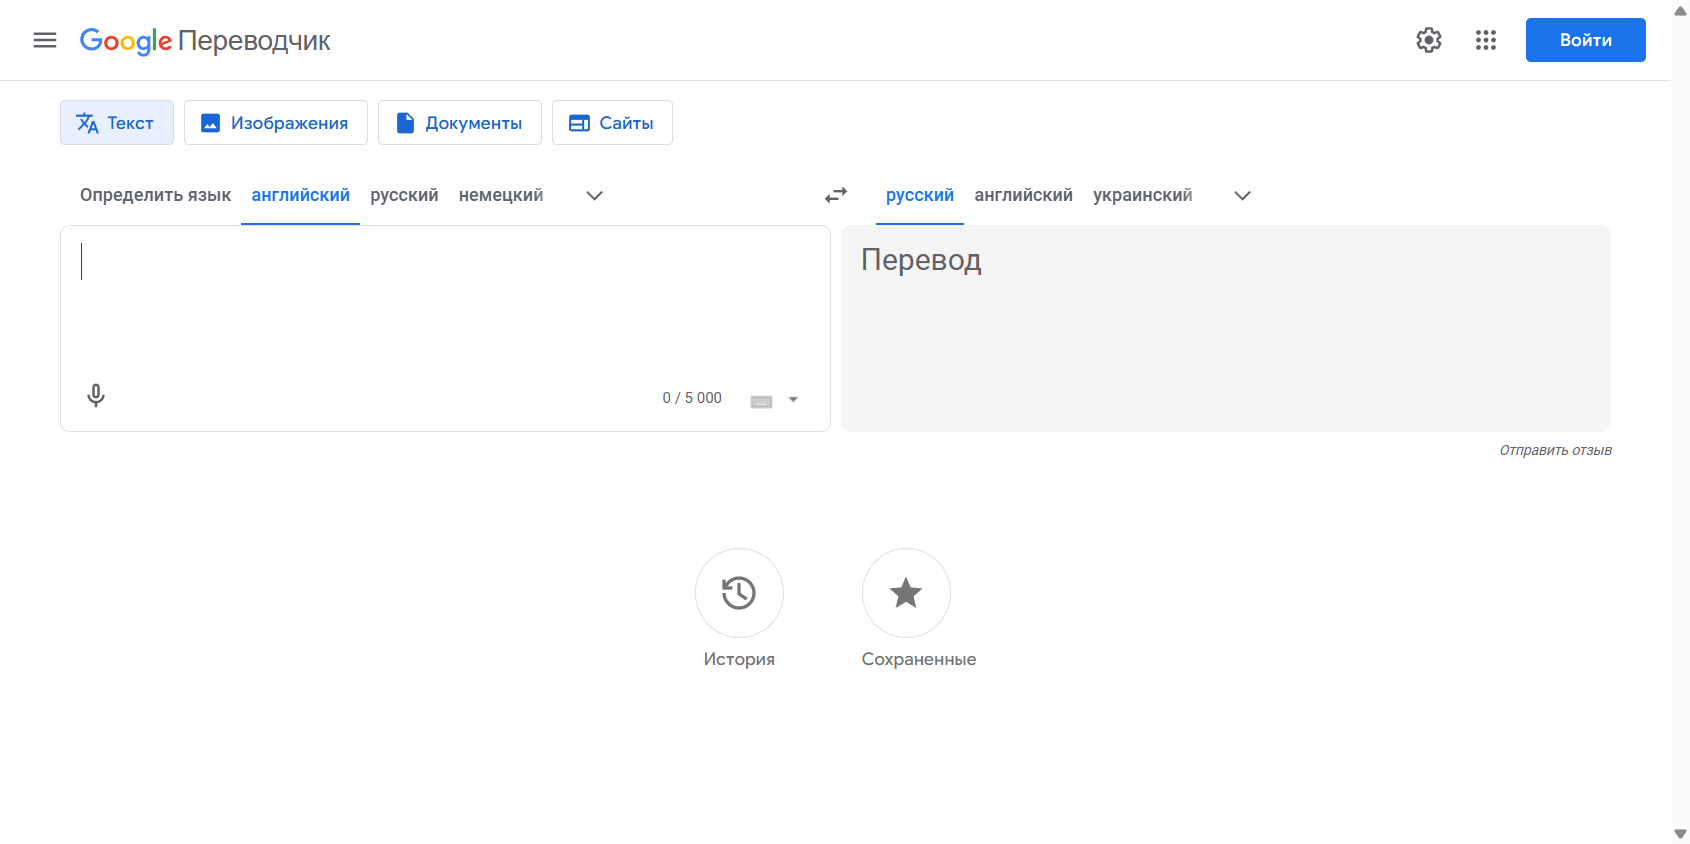 Google Переводчик
Войти
Текст Изображения Документы Сайты
Определить язык английский русский немецкий русский английский украинский
Перевод
0 / 5 000
Отправить отзыв
История Сохраненные